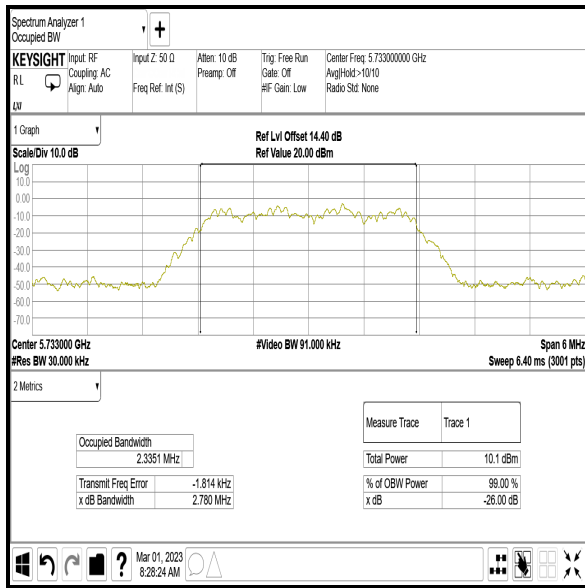 Spectrum Analyzer 1
Occupied BW
KEYSIGHT
RL
LXI
Input: RF
Coupling: AC
Align: Auto
Input Z: 50 Ω
Freq Ref: Int (S)
Atten: 10 dB
Preamp: Off
Trig: Free Run
Gate: Off
#IF Gain: Low
Center Freq: 5.733000000 GHz
Avg|Hold:>10/10
Radio Std: None
1 Graph
Ref Lvl Offset 14.40 dB
Scale/Div 10.0 dB
Ref Value 20.00 dBm
Log
10.0
0.00
-10.0
-20.0
-30.0
-40.0
-50.0
-60.0
-70.0
Center 5.733000 GHz
#Video BW 91.000 kHz
Span 6 MHz
#Res BW 30.000 kHz
Sweep 6.40 ms (3001 pts)
2 Metrics
Occupied Bandwidth
2.3351 MHz
Transmit Freq Error -1.814 kHz
x dB Bandwidth 2.780 MHz
Measure Trace Trace 1
Total Power 10.1 dBm
% of OBW Power 99.00 %
x dB -26.00 dB
?
Mar 01, 2023
8:28:24 AM